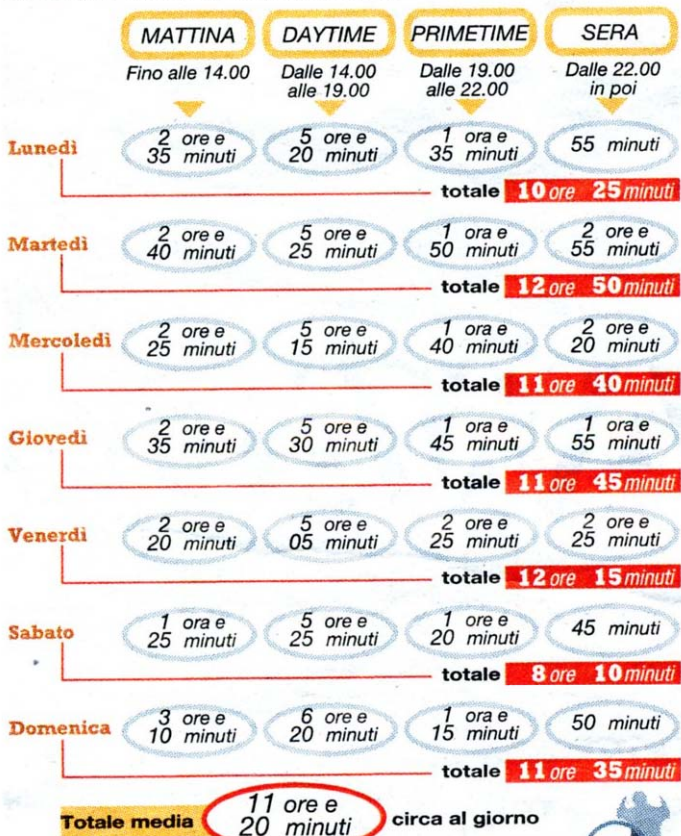 MATTINA DAYTIME PRIMETIME SERA
Fino alle 14.00 Dalle 14.00 alle 19.00 Dalle 19.00 alle 22.00 Dalle 22.00 in poi
Lunedì 2 ore e 35 minuti 5 ore e 20 minuti 1 ora e 35 minuti 55 minuti
totale 10 ore 25 minuti
Martedì 2 ore e 40 minuti 5 ore e 25 minuti 1 ora e 50 minuti 2 ore e 55 minuti
totale 12 ore 50 minuti
Mercoledì 2 ore e 25 minuti 5 ore e 15 minuti 1 ora e 40 minuti 2 ore e 20 minuti
totale 11 ore 40 minuti
Giovedì 2 ore e 35 minuti 5 ore e 30 minuti 1 ora e 45 minuti 1 ora e 55 minuti
totale 11 ore 45 minuti
Venerdì 2 ore e 20 minuti 5 ore e 05 minuti 2 ore e 25 minuti 2 ore e 25 minuti
totale 12 ore 15 minuti
Sabato 1 ora e 25 minuti 5 ore e 25 minuti 1 ore e 20 minuti 45 minuti
totale 8 ore 10 minuti
Domenica 3 ore e 10 minuti 6 ore e 20 minuti 1 ora e 15 minuti 50 minuti
totale 11 ore 35 minuti
Totale media 11 ore e 20 minuti circa al giorno